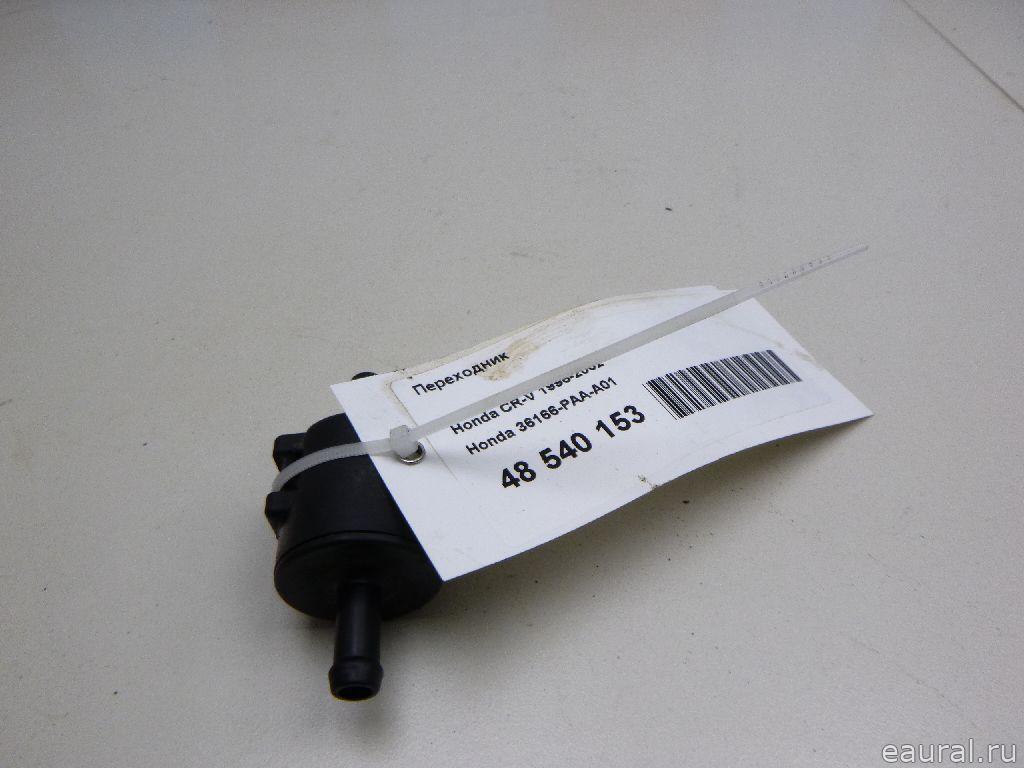 Переходник
Honda CR-V 1996-2002
Honda 36166-PAA-A01
48 540 153
eaural.ru